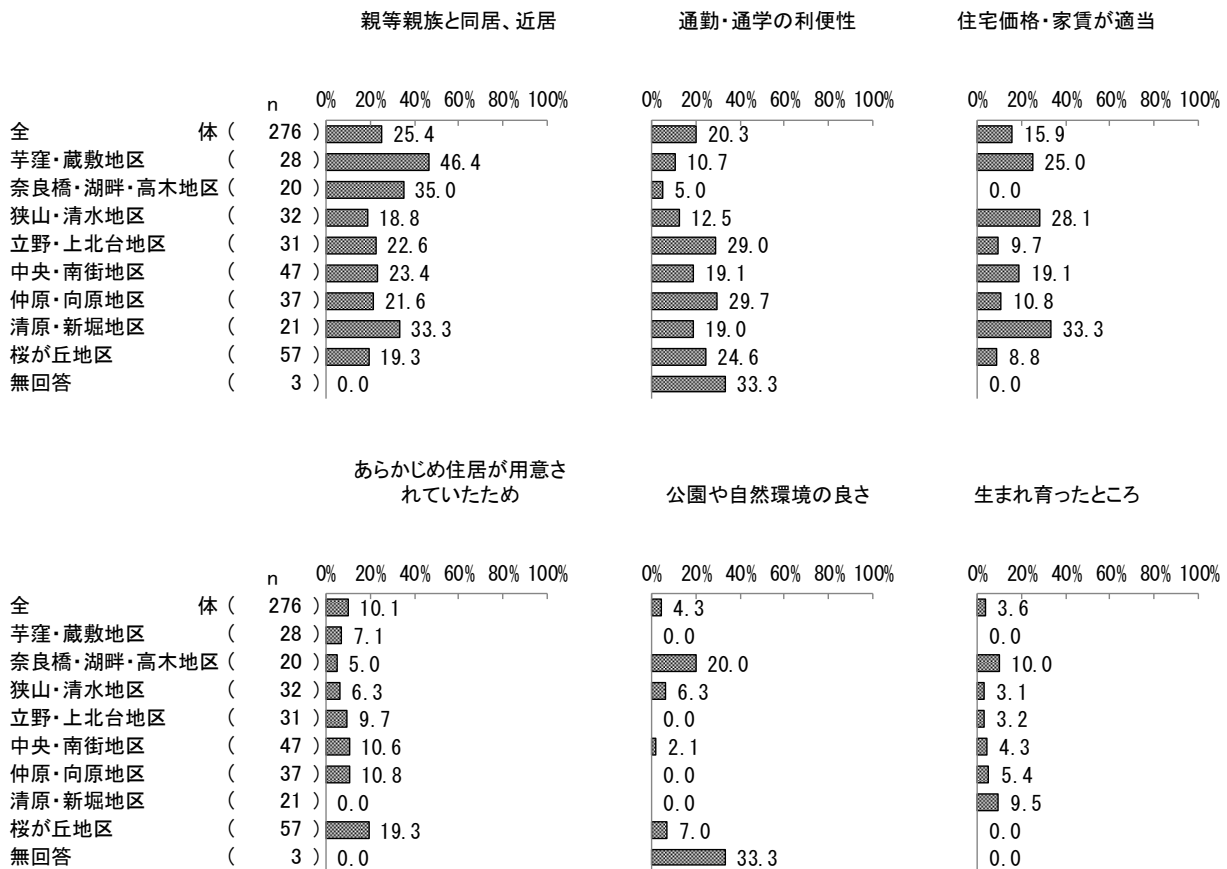 親等親族と同居、近居 通勤・通学の利便性 住宅価格・家賃が適当
n 0% 20% 40% 60% 80% 100% 0% 20% 40% 60% 80% 100% 0% 20% 40% 60% 80% 100%
全 体 ( 276 ) 25.4 20.3 15.9
芋窪・蔵敷地区 ( 28 ) 46.4 10.7 25.0
奈良橋・湖畔・高木地区 ( 20 ) 35.0 5.0 0.0
狭山・清水地区 ( 32 ) 18.8 12.5 28.1
立野・上北台地区 ( 31 ) 22.6 29.0 9.7
中央・南街地区 ( 47 ) 23.4 19.1 19.1
仲原・向原地区 ( 37 ) 21.6 29.7 10.8
清原・新堀地区 ( 21 ) 33.3 19.0 33.3
桜が丘地区 ( 57 ) 19.3 24.6 8.8
無回答 ( 3 ) 0.0 33.3 0.0
あらかじめ住居が用意さ
れていたため 公園や自然環境の良さ 生まれ育ったところ
n 0% 20% 40% 60% 80% 100% 0% 20% 40% 60% 80% 100% 0% 20% 40% 60% 80% 100%
全 体 ( 276 ) 10.1 4.3 3.6
芋窪・蔵敷地区 ( 28 ) 7.1 0.0 0.0
奈良橋・湖畔・高木地区 ( 20 ) 5.0 20.0 10.0
狭山・清水地区 ( 32 ) 6.3 6.3 3.1
立野・上北台地区 ( 31 ) 9.7 0.0 3.2
中央・南街地区 ( 47 ) 10.6 2.1 4.3
仲原・向原地区 ( 37 ) 10.8 0.0 5.4
清原・新堀地区 ( 21 ) 0.0 0.0 9.5
桜が丘地区 ( 57 ) 19.3 7.0 0.0
無回答 ( 3 ) 0.0 33.3 0.0